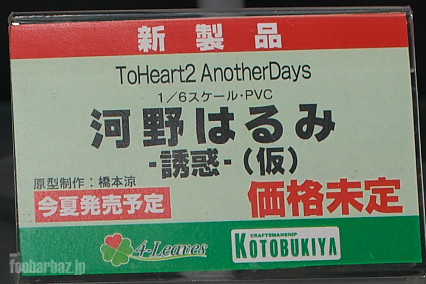 新製品
ToHeart2 AnotherDays
1/6スケール・PVC
河野はるみ
-誘惑-(仮)
原型制作：橋本涼
今夏発売予定
価格未定
4-Leaves
CRAFTSMANSHIP
KOTOBUKIYA
foobarbaz.jp